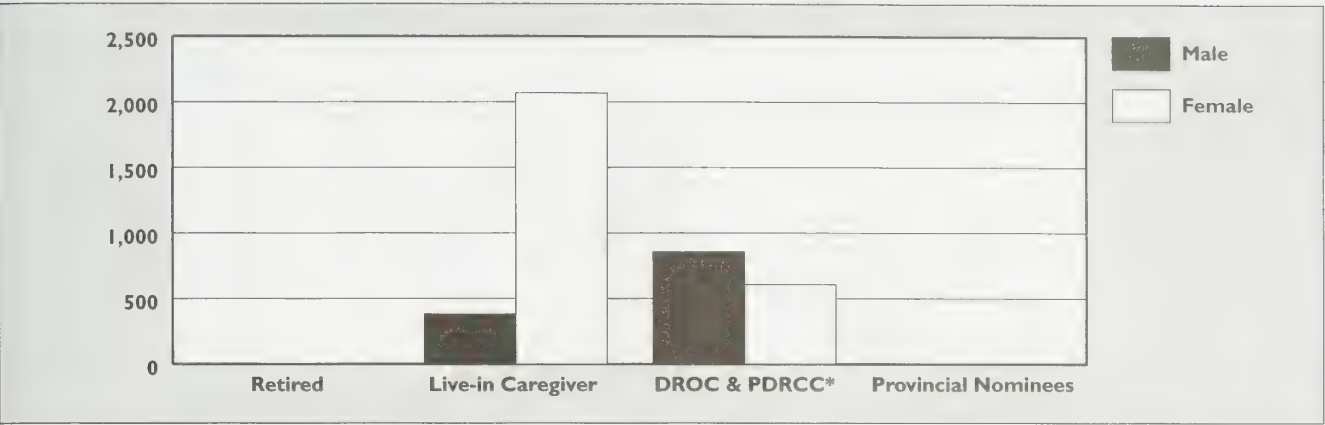 2,500
2,000
1,500
1,000
500
0
Retired Live-in Caregiver DROC & PDRCC* Provincial Nominees
Male
Female